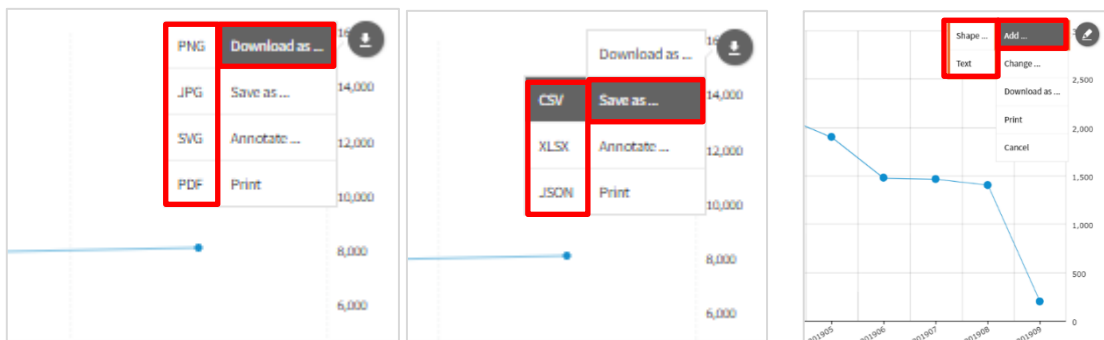 PNG Download as ...
JPG Save as ... 14,000
SVG Annotate ... 12,000
PDF Print
10,000
8,000
6,000
Download as ...
CSV Save as ... 14,000
XLSX Annotate ... 12,000
JSON Print
10,000
8,000
6,000
Shape ... Add ...
Text Change ...
2,500
Download as ...
Print 2,000
Cancel
1,500
1,000
500
0
201905 201906 201907 201908 201909